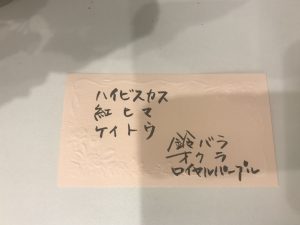 ハイビスカス
紅ヒマ
ケイトウ
鈴バラ
オクラ
ロイヤルパープル